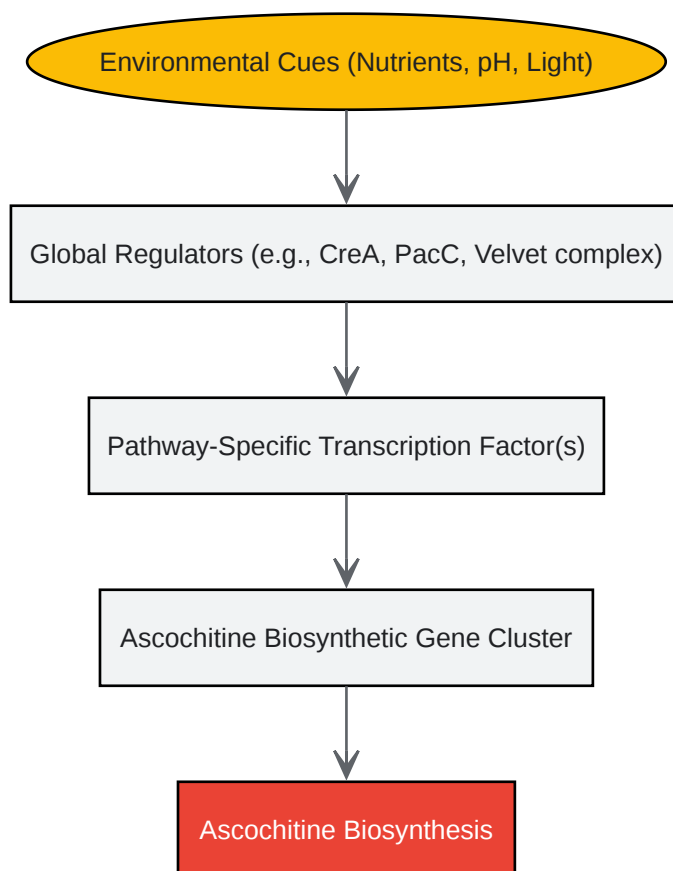 Environmental Cues (Nutrients, pH, Light)
Global Regulators (e.g., CreA, PacC, Velvet complex)
Pathway-Specific Transcription Factor(s)
Ascochitine Biosynthetic Gene Cluster
Ascochitine Biosynthesis